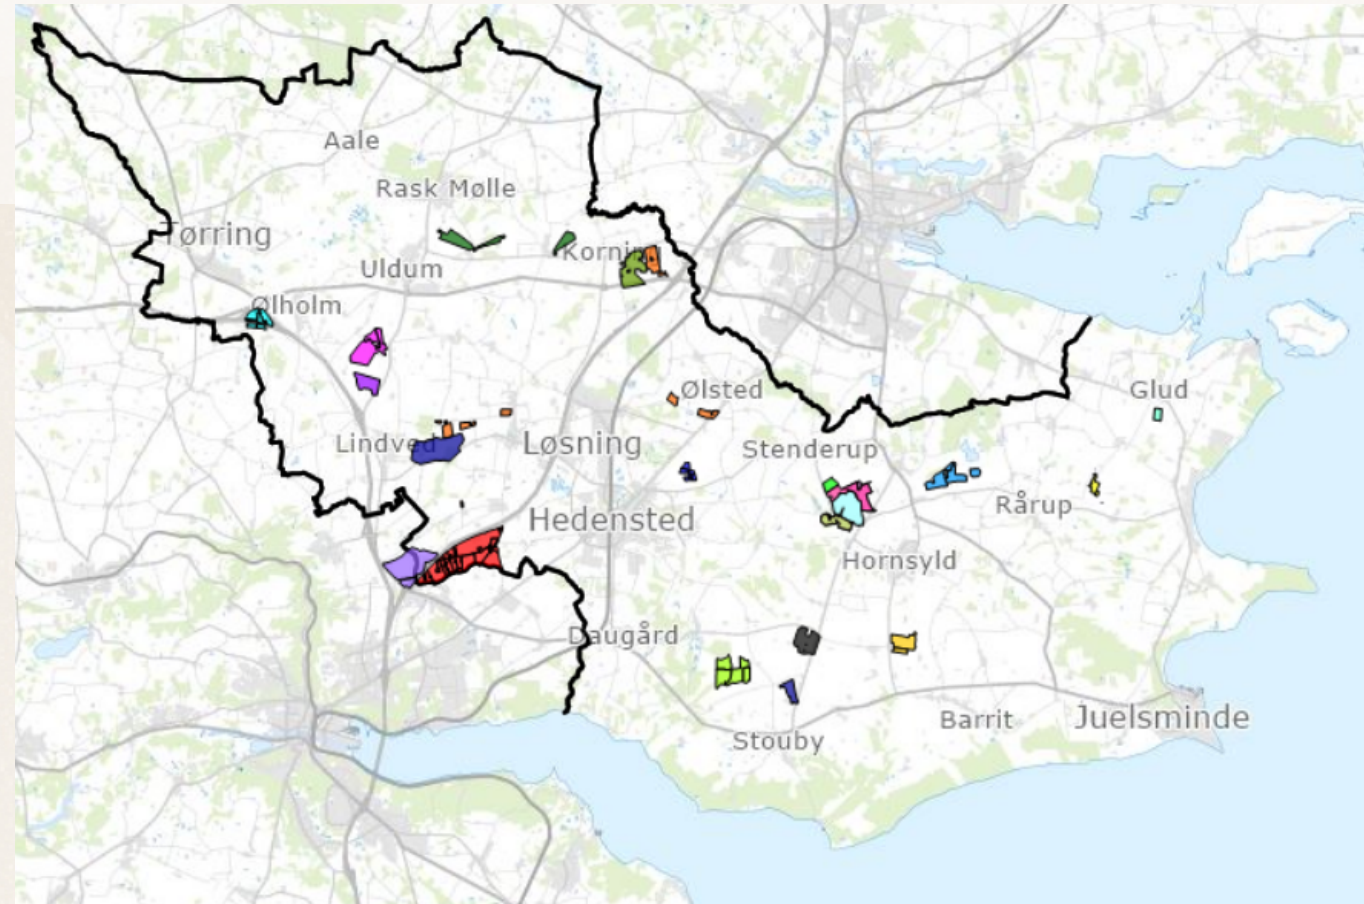 Aale
Rask Mølle
Tørring
Korning
Uldum
Ølholm
Ølsted
Glud
Lindved
Løsning
Stenderup
Rårup
Hedensted
Hornsyld
Daugård
Juelsminde
Barrit
Stouby